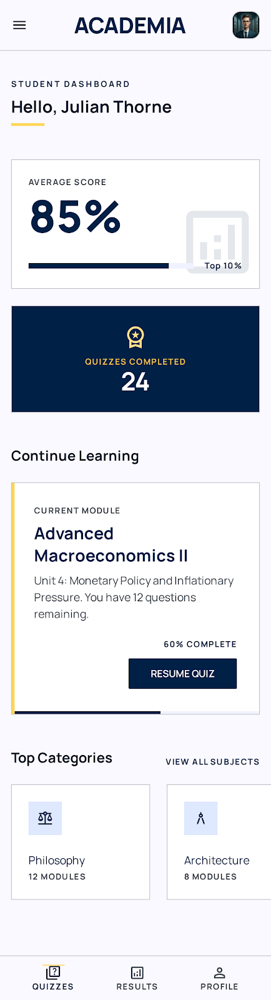 ACADEMIA
STUDENT DASHBOARD
Hello, Julian Thorne
AVERAGE SCORE
85%
Top 10%
QUIZZES COMPLETED
24
Continue Learning
CURRENT MODULE
Advanced
Macroeconomics II
Unit 4: Monetary Policy and Inflationary
Pressure. You have 12 questions
remaining.
60% COMPLETE
RESUME QUIZ
Top Categories
VIEW ALL SUBJECTS
Philosophy
12 MODULES
Architecture
8 MODULES
QUIZZES
RESULTS
PROFILE